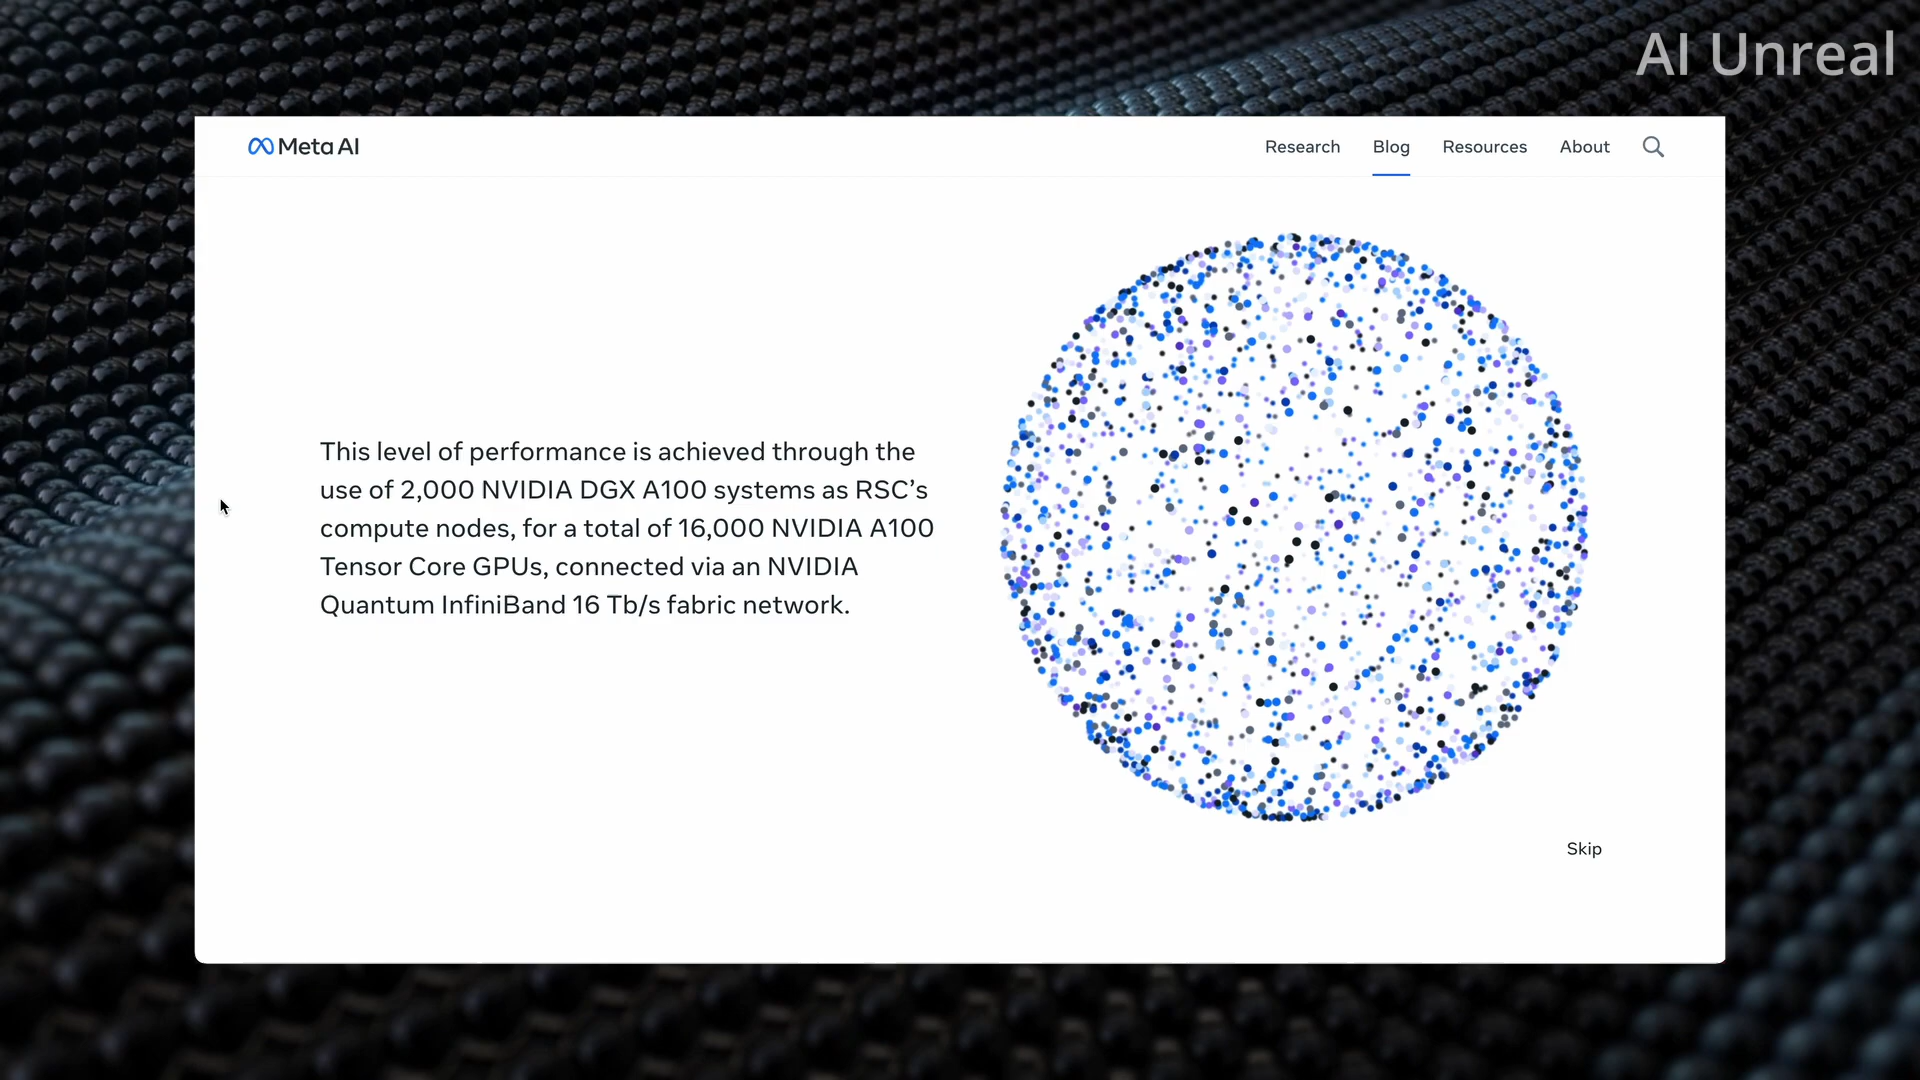 AI Unreal
Meta AI
Research Blog Resources About
This level of performance is achieved through the
use of 2,000 NVIDIA DGX A100 systems as RSC’s
compute nodes, for a total of 16,000 NVIDIA A100
Tensor Core GPUs, connected via an NVIDIA
Quantum InfiniBand 16 Tb/s fabric network.
Skip